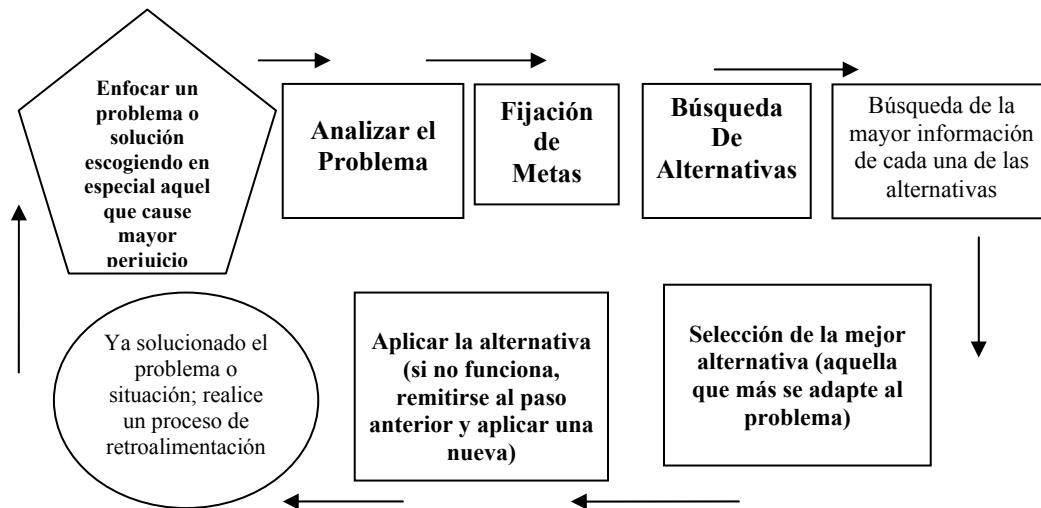 Enfocar un
problema o
solución
escogiendo en
especial aquel
que cause
mayor
perjuicio
Analizar el
Problema
Fijación
de
Metas
Búsqueda
De
Alternativas
Búsqueda de la
mayor información
de cada una de las
alternativas
Selección de la mejor
alternativa (aquella
que más se adapte al
problema)
Aplicar la alternativa
(si no funciona,
remitirse al paso
anterior y aplicar una
nueva)
Ya solucionado el
problema o
situación; realice
un proceso de
retroalimentación